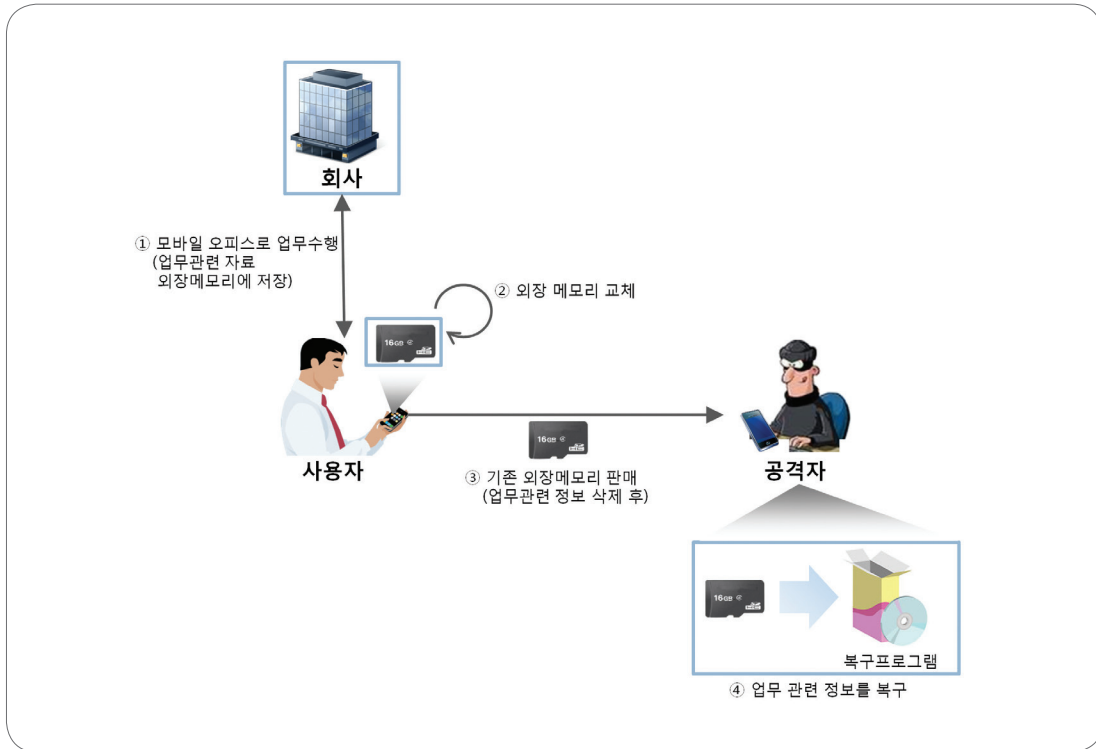 회사
① 모바일 오피스로 업무수행
(업무관련 자료
외장메모리에 저장)
② 외장 메모리 교체
16GB
사용자
16GB
③ 기존 외장메모리 판매
(업무관련 정보 삭제 후)
공격자
16GB
복구프로그램
④ 업무 관련 정보를 복구